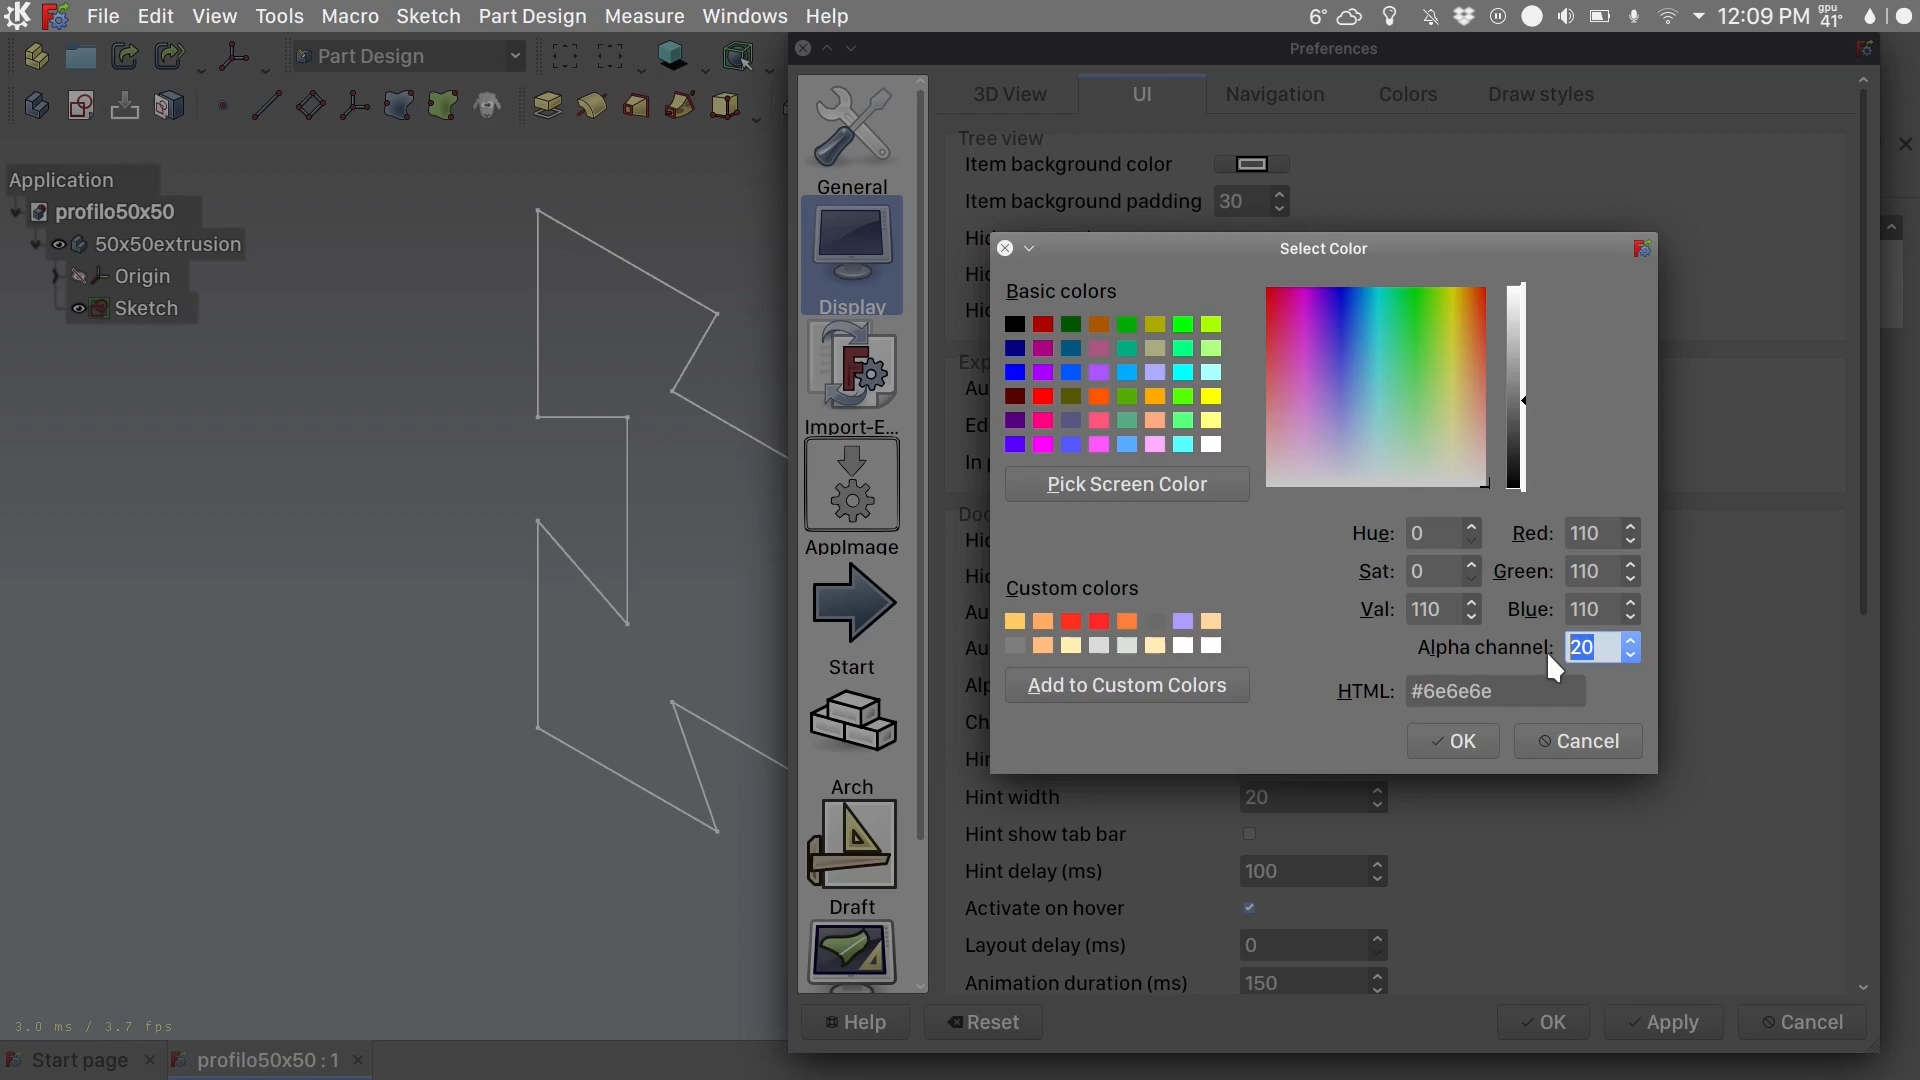 File Edit View Tools Macro Sketch Part Design Measure Windows Help
6° 12:09 PM gpu 41°
Part Design
Preferences
3D View UI Navigation Colors Draw styles
Application
profilo50x50
50x50extrusion
Origin
Sketch
General
Display
Import-E...
AppImage
Start
Arch
Draft
Tree view
Item background color
Item background padding 30
Select Color
Basic colors
Pick Screen Color
Custom colors
Add to Custom Colors
Hue: 0 Red: 110
Sat: 0 Green: 110
Val: 110 Blue: 110
Alpha channel: 20
HTML: #6e6e6e
OK Cancel
Hint width 20
Hint show tab bar
Hint delay (ms) 100
Activate on hover
Layout delay (ms) 0
Animation duration (ms) 150
Help Reset OK Apply Cancel
3.0 ms / 3.7 fps
Start page profilo50x50 : 1